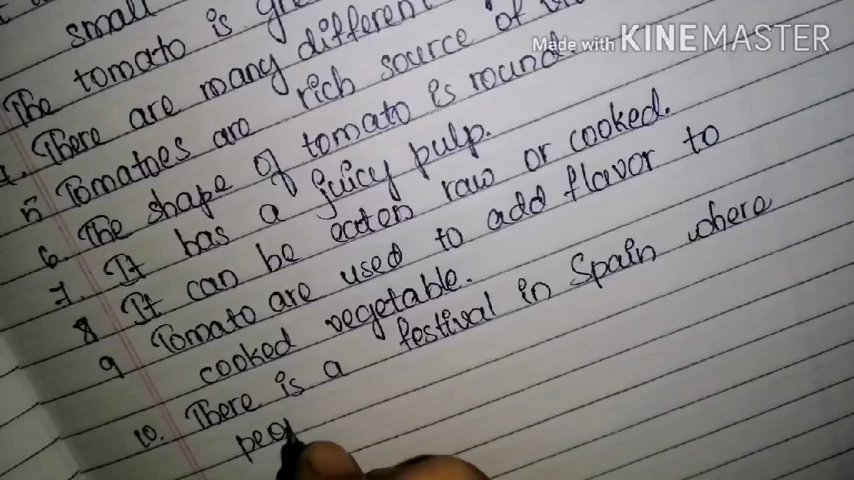 small
The tomato is
4. There are many different
5 Tomatoes are rich source of
6. The shape of tomato is round.
7. It has a juicy pulp.
8 It can be eaten raw or cooked.
9 Tomato are used to add flavor to
cooked vegetable.
10. There is a festival in Spain where
peo
Made with KINEMASTER